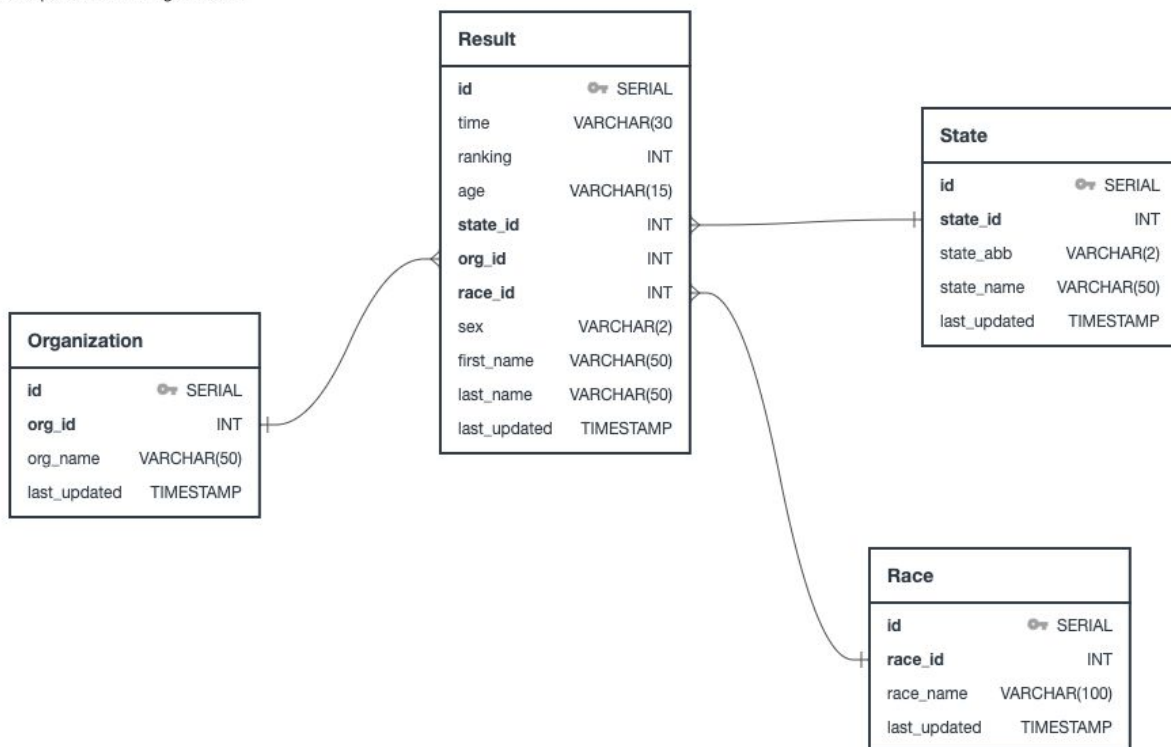 Result
id SERIAL
time VARCHAR(30
ranking INT
age VARCHAR(15)
state_id INT
org_id INT
race_id INT
sex VARCHAR(2)
first_name VARCHAR(50)
last_name VARCHAR(50)
last_updated TIMESTAMP
State
id SERIAL
state_id INT
state_abb VARCHAR(2)
state_name VARCHAR(50)
last_updated TIMESTAMP
Organization
id SERIAL
org_id INT
org_name VARCHAR(50)
last_updated TIMESTAMP
Race
id SERIAL
race_id INT
race_name VARCHAR(100)
last_updated TIMESTAMP